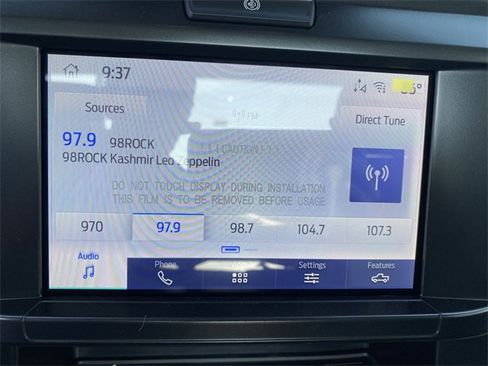 9:37
Sources
Direct Tune
97.9 98ROCK
! ! ! CAUTION ! ! !
98ROCK Kashmir Led Zeppelin
DO NOT TOUCH DISPLAY DURING INSTALLATION
THIS FILM IS TO BE REMOVED BEFORE USAGE
970 97.9 98.7 104.7 107.3
Audio Phone Settings Features